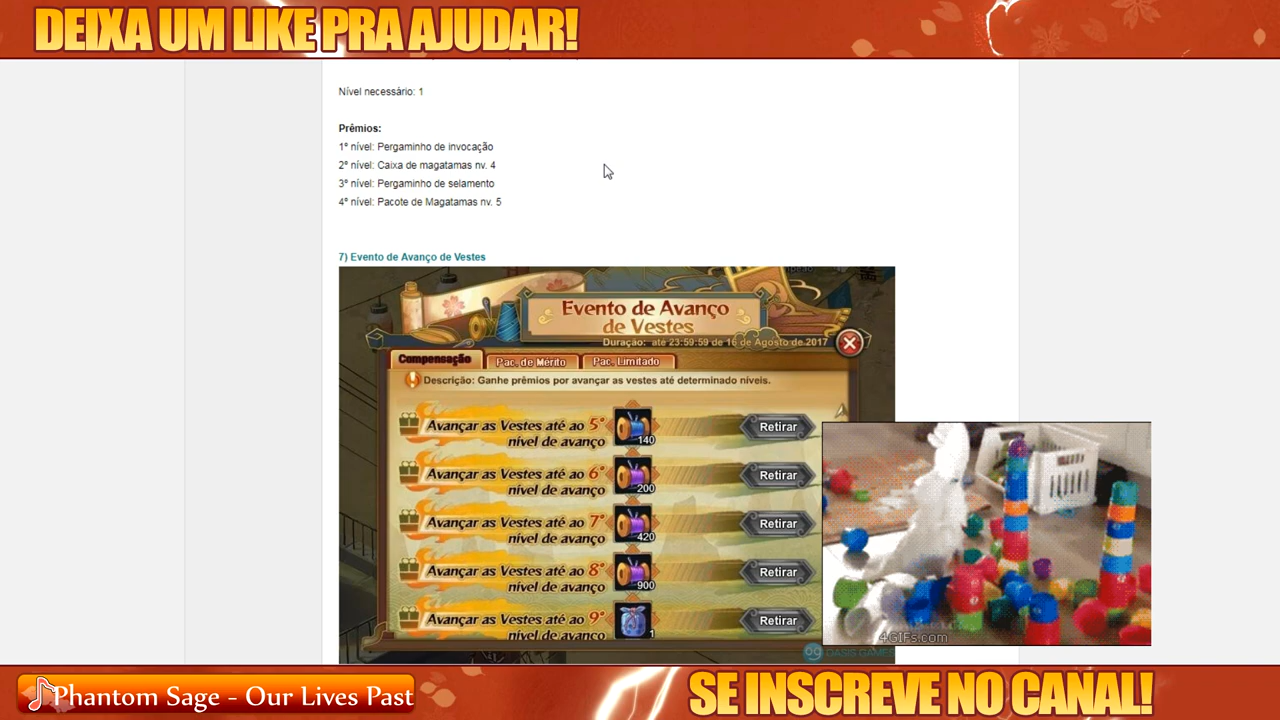 DEIXA UM LIKE PRA AJUDAR!
Nível necessário: 1
Prêmios:
1º nível: Pergaminho de invocação
2º nível: Caixa de magatamas nv. 4
3º nível: Pergaminho de selamento
4º nível: Pacote de Magatamas nv. 5
7) Evento de Avanço de Vestes
Evento de Avanço
de Vestes
Duração: até 23:59:59 de 16 de Agosto de 2017
Compensação
Pac. de Mérito
Pac. Limitado
Descrição: Ganhe prêmios por avançar as vestes até determinado níveis.
Avançar as Vestes até ao 5°
nível de avanço
140
Retirar
Avançar as Vestes até ao 6°
nível de avanço
200
Retirar
Avançar as Vestes até ao 7°
nível de avanço
420
Retirar
Avançar as Vestes até ao 8°
nível de avanço
900
Retirar
Avançar as Vestes até ao 9°
nível de avanço
1
Retirar
4GIFs.com
OASIS GAMES
Phantom Sage - Our Lives Past
SE INSCREVE NO CANAL!